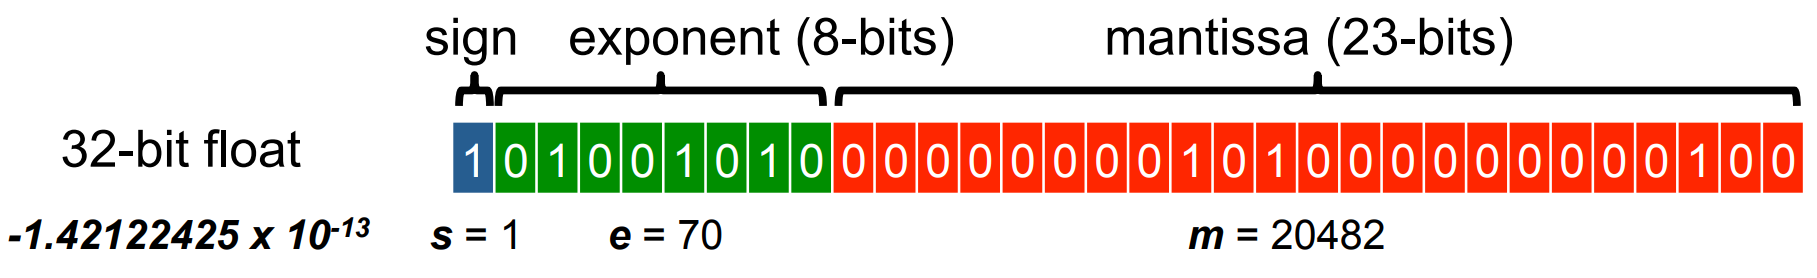 sign exponent (8-bits) mantissa (23-bits)
32-bit float 1 0 1 0 0 1 0 1 0 0 0 0 0 0 0 0 0 1 0 1 0 0 0 0 0 0 0 0 0 1 0 0
-1.42122425 x 10-13 s = 1 e = 70 m = 20482